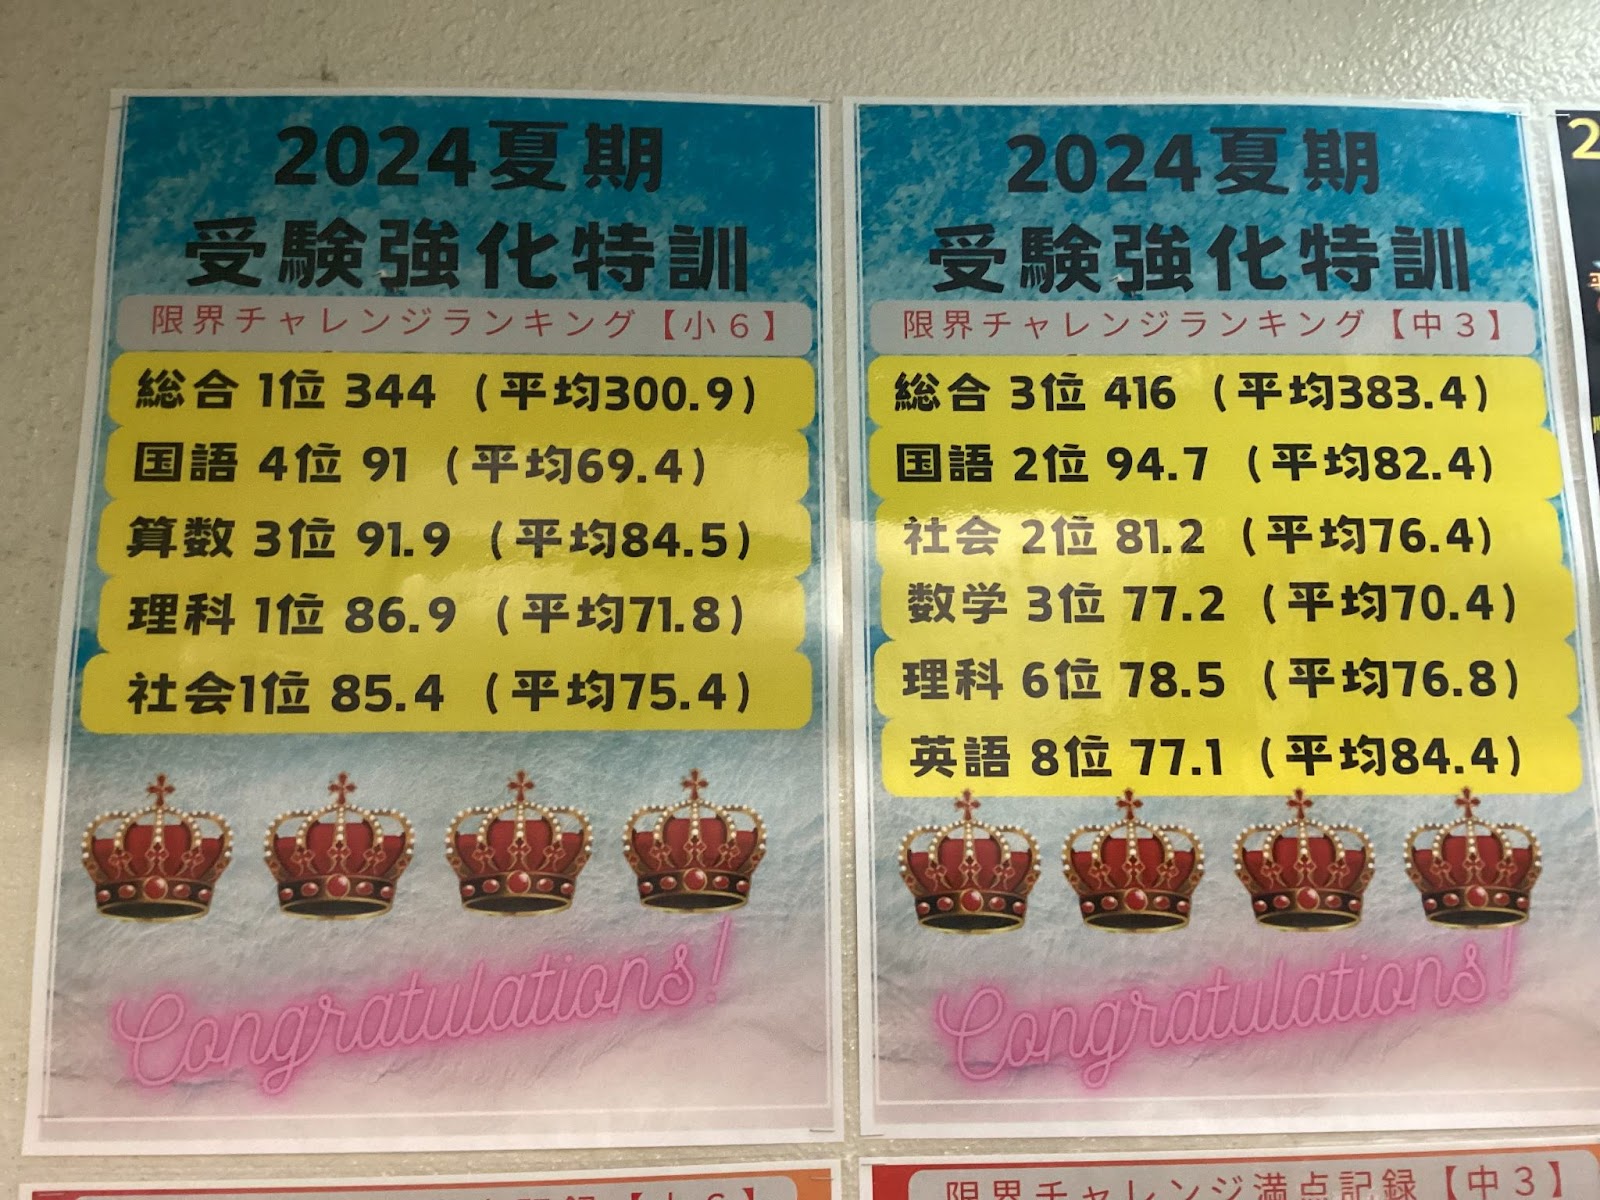 2024夏期
受験強化特訓
限界チャレンジランキング【小6】
総合 1位 344 (平均300.9)
国語 4位 91 (平均69.4)
算数 3位 91.9 (平均84.5)
理科 1位 86.9 (平均71.8)
社会1位 85.4 (平均75.4)
Congratulations!
2024夏期
受験強化特訓
限界チャレンジランキング【中3】
総合 3位 416 (平均383.4)
国語 2位 94.7 (平均82.4)
社会 2位 81.2 (平均76.4)
数学 3位 77.2 (平均70.4)
理科 6位 78.5 (平均76.8)
英語 8位 77.1 (平均84.4)
Congratulations!
限界チャレンジ満点記録【中3】
2